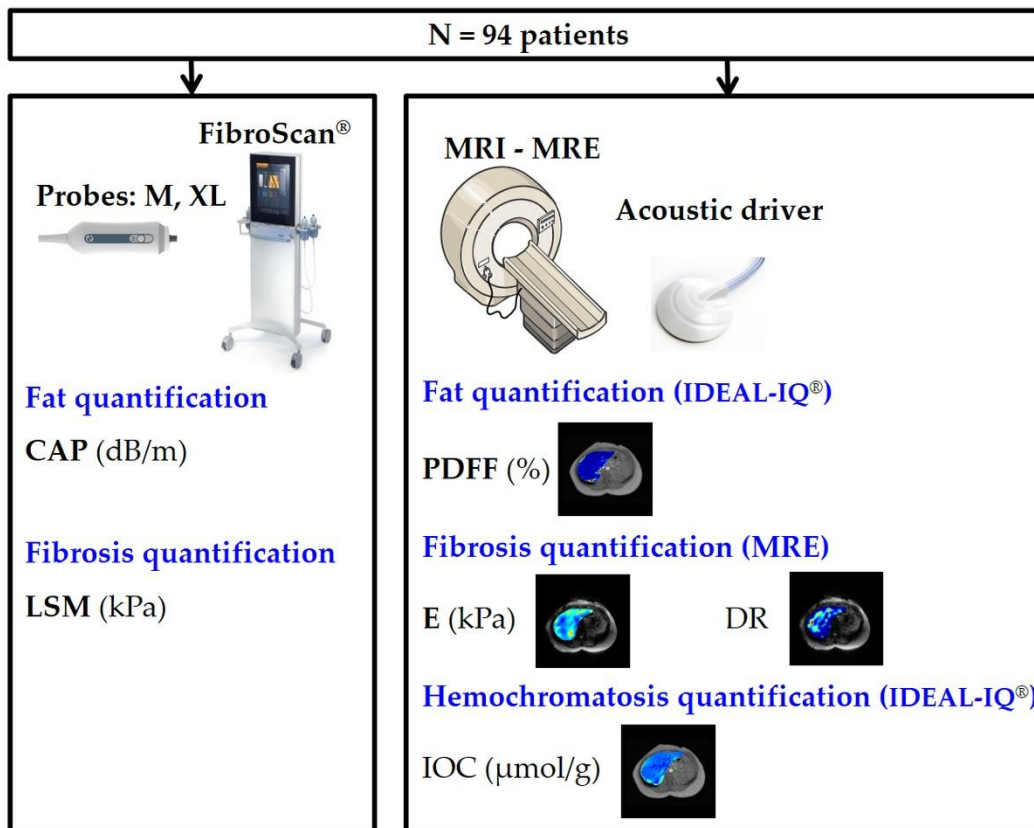 N = 94 patients
FibroScan®
Probes: M, XL
Fat quantification
CAP (dB/m)
Fibrosis quantification
LSM (kPa)
MRI - MRE
Acoustic driver
Fat quantification (IDEAL-IQ®)
PDFF (%)
Fibrosis quantification (MRE)
E (kPa) DR
Hemochromatosis quantification (IDEAL-IQ®)
IOC (μmol/g)